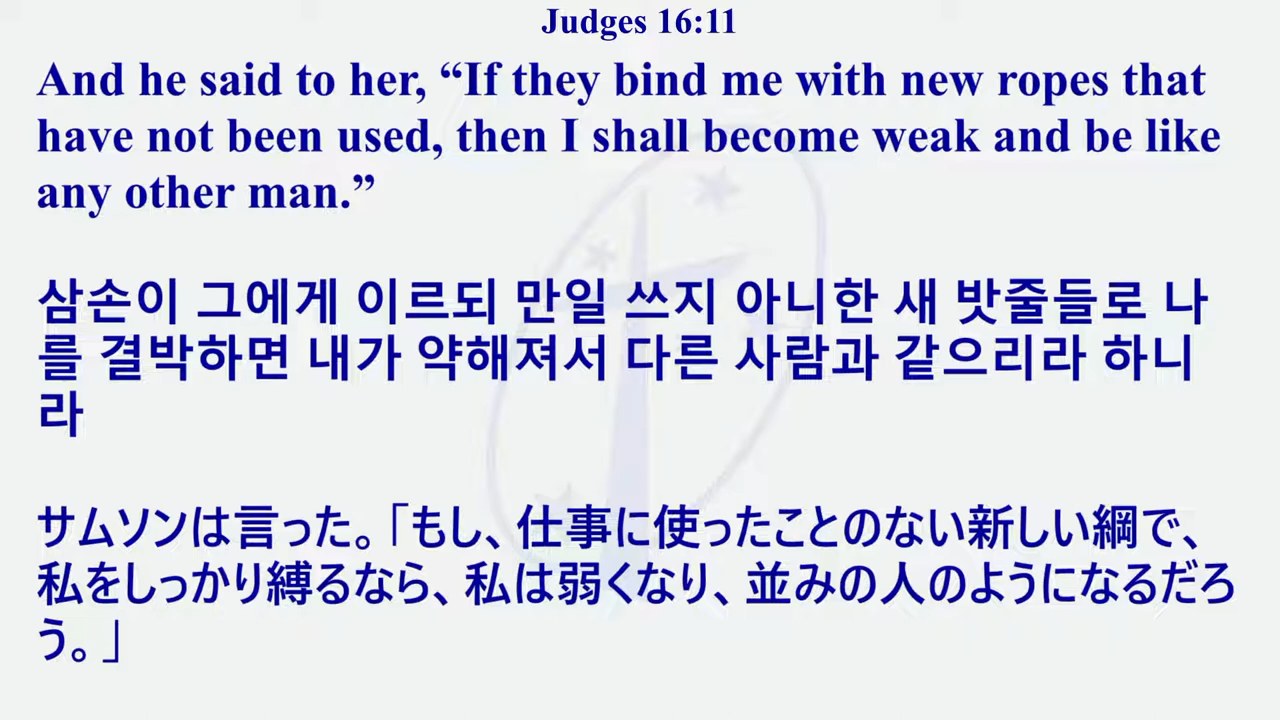 Judges 16:11
And he said to her, “If they bind me with new ropes that
have not been used, then I shall become weak and be like
any other man.”
삼손이 그에게 이르되 만일 쓰지 아니한 새 밧줄들로 나
를 결박하면 내가 약해져서 다른 사람과 같으리라 하니
라
サムソンは言った。「もし、仕事に使ったことのない新しい綱で、
私をしっかり縛るなら、私は弱くなり、並みの人のようになるだろ
う。」